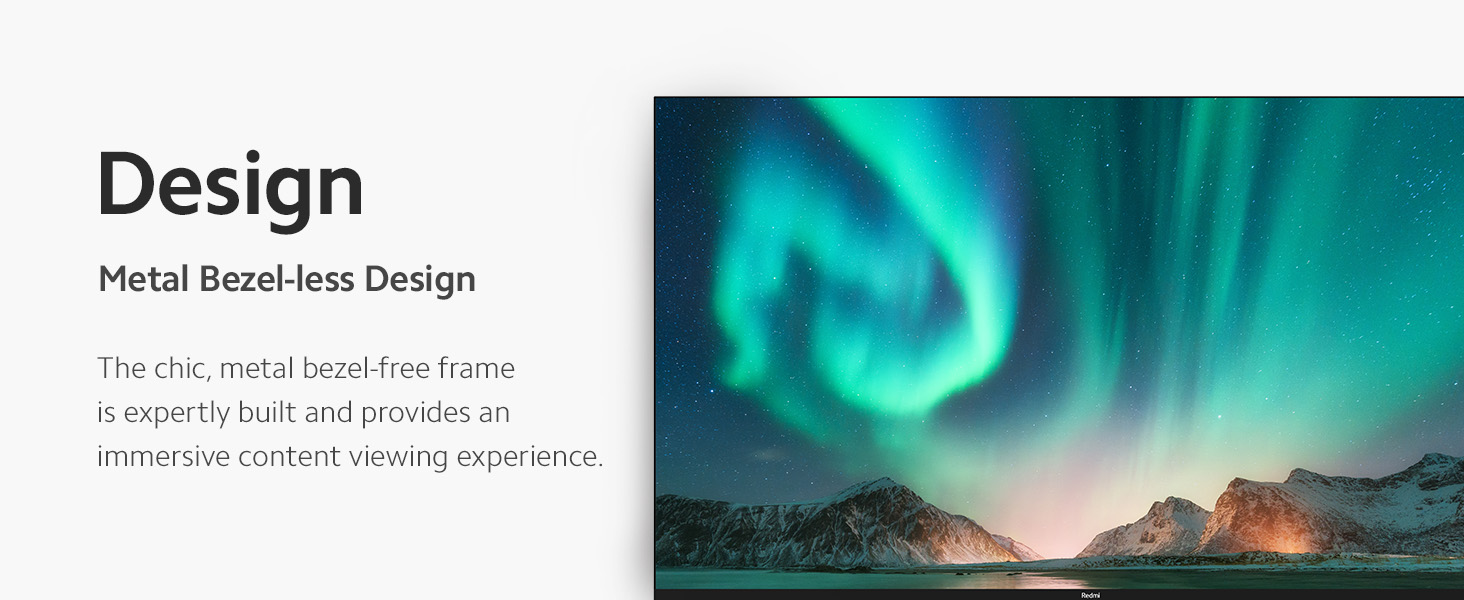 Design
Metal Bezel-less Design
The chic, metal bezel-free frame
is expertly built and provides an
immersive content viewing experience.
Redmi